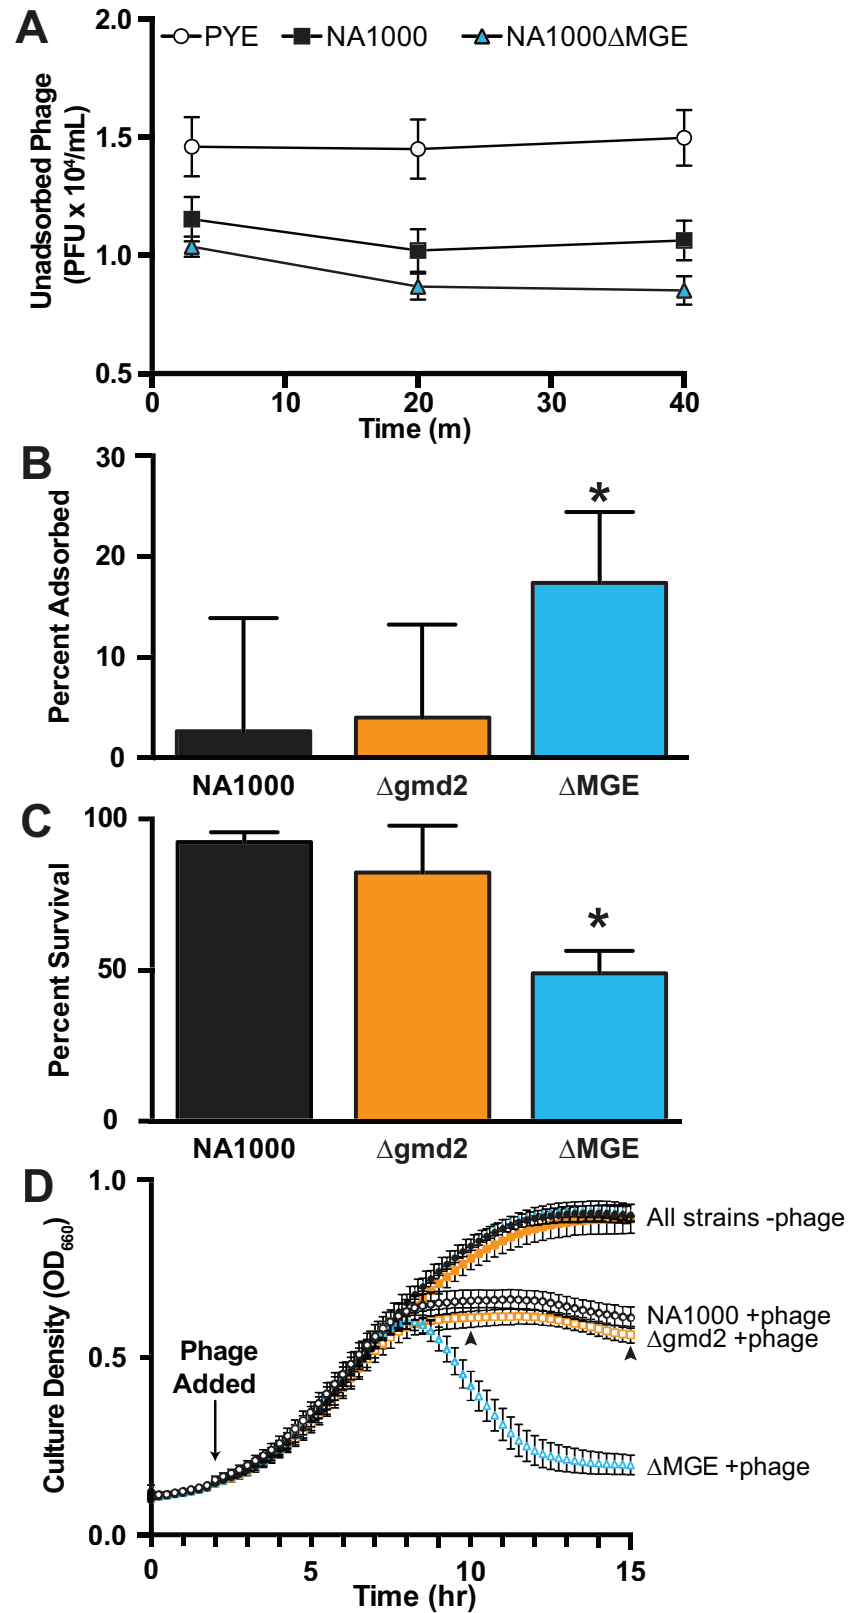 A
PYE NA1000 NA1000ΔMGE
Unadsorbed Phage
(PFU x 10⁴/mL)
2.0
1.5
1.0
0.5
0 10 20 30 40
Time (m)
B
Percent Adsorbed
30
20
10
0
*
NA1000 Δgmd2 ΔMGE
C
Percent Survival
100
50
0
*
NA1000 Δgmd2 ΔMGE
D
Culture Density (OD₆₆₀)
1.0
0.5
0.0
Phage
Added
All strains -phage
NA1000 +phage
Δgmd2 +phage
ΔMGE +phage
0 5 10 15
Time (hr)